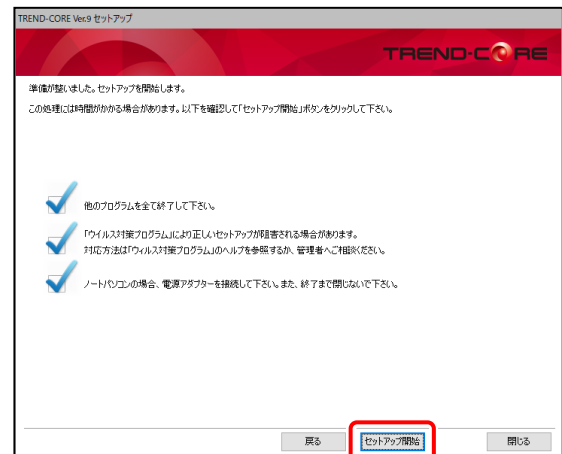 TREND-CORE Ver.9 セットアップ
TREND-CORE
準備が整いました。セットアップを開始します。
この処理には時間がかかる場合があります。以下を確認して「セットアップ開始」ボタンをクリックして下さい。
他のプログラムを全て終了して下さい。
「ウイルス対策プログラム」により正しいセットアップが阻害される場合があります。
対応方法は「ウィルス対策プログラム」のヘルプを参照するか、管理者へご相談ください。
ノートパソコンの場合、電源アダプターを接続して下さい。また、終了まで閉じないで下さい。
戻る
セットアップ開始
閉じる